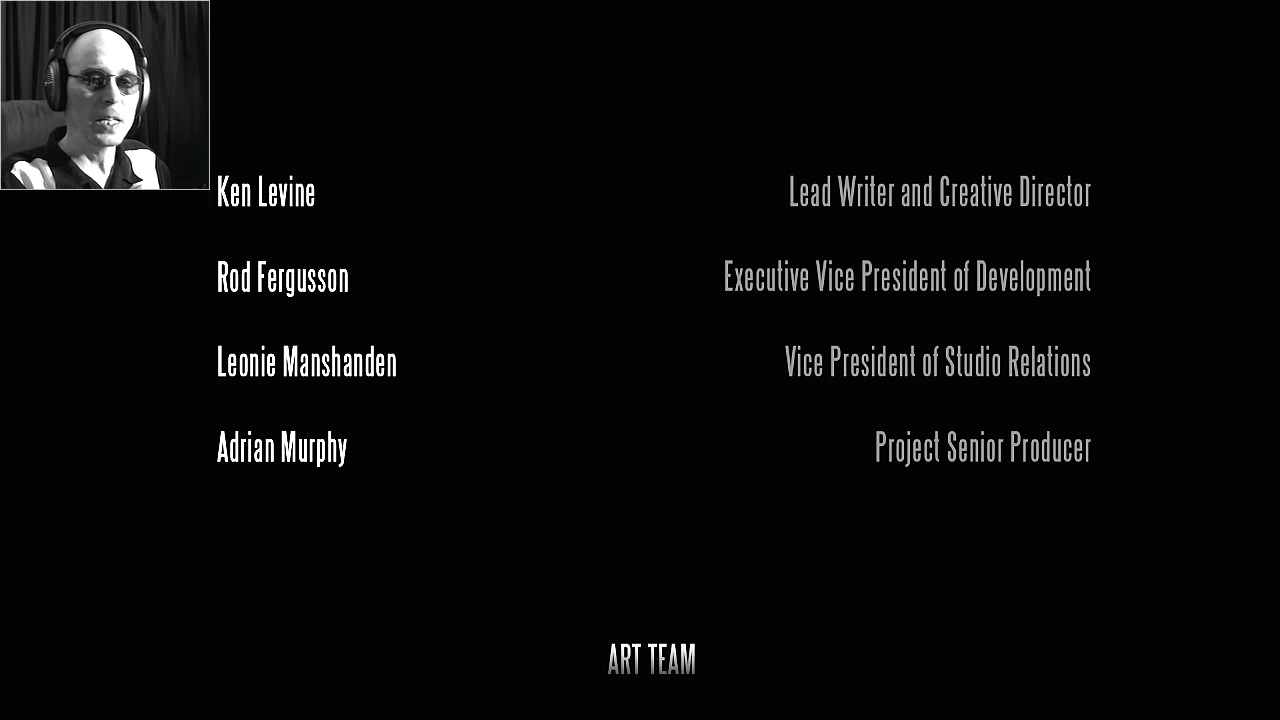 Ken Levine Lead Writer and Creative Director
Rod Fergusson Executive Vice President of Development
Leonie Manshanden Vice President of Studio Relations
Adrian Murphy Project Senior Producer
ART TEAM